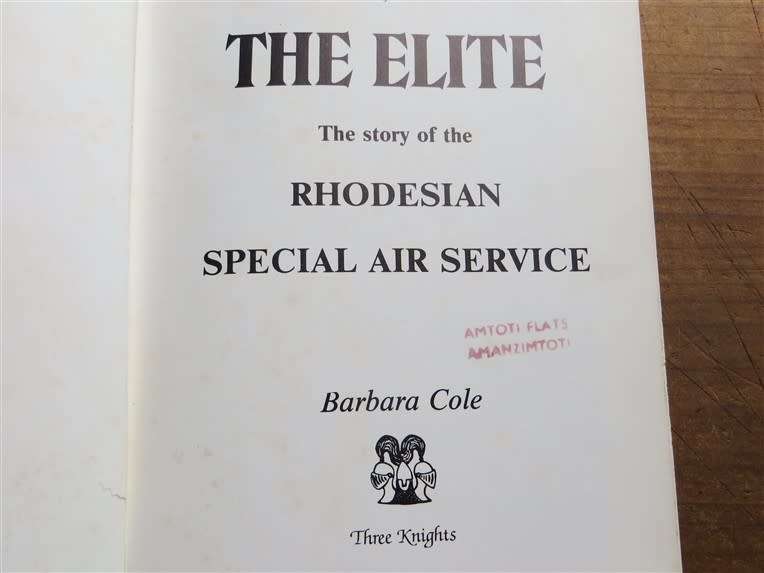 THE ELITE
The story of the
RHODESIAN
SPECIAL AIR SERVICE
AMTOTI FLATS
AMANZIMTOTI
Barbara Cole
Three Knights